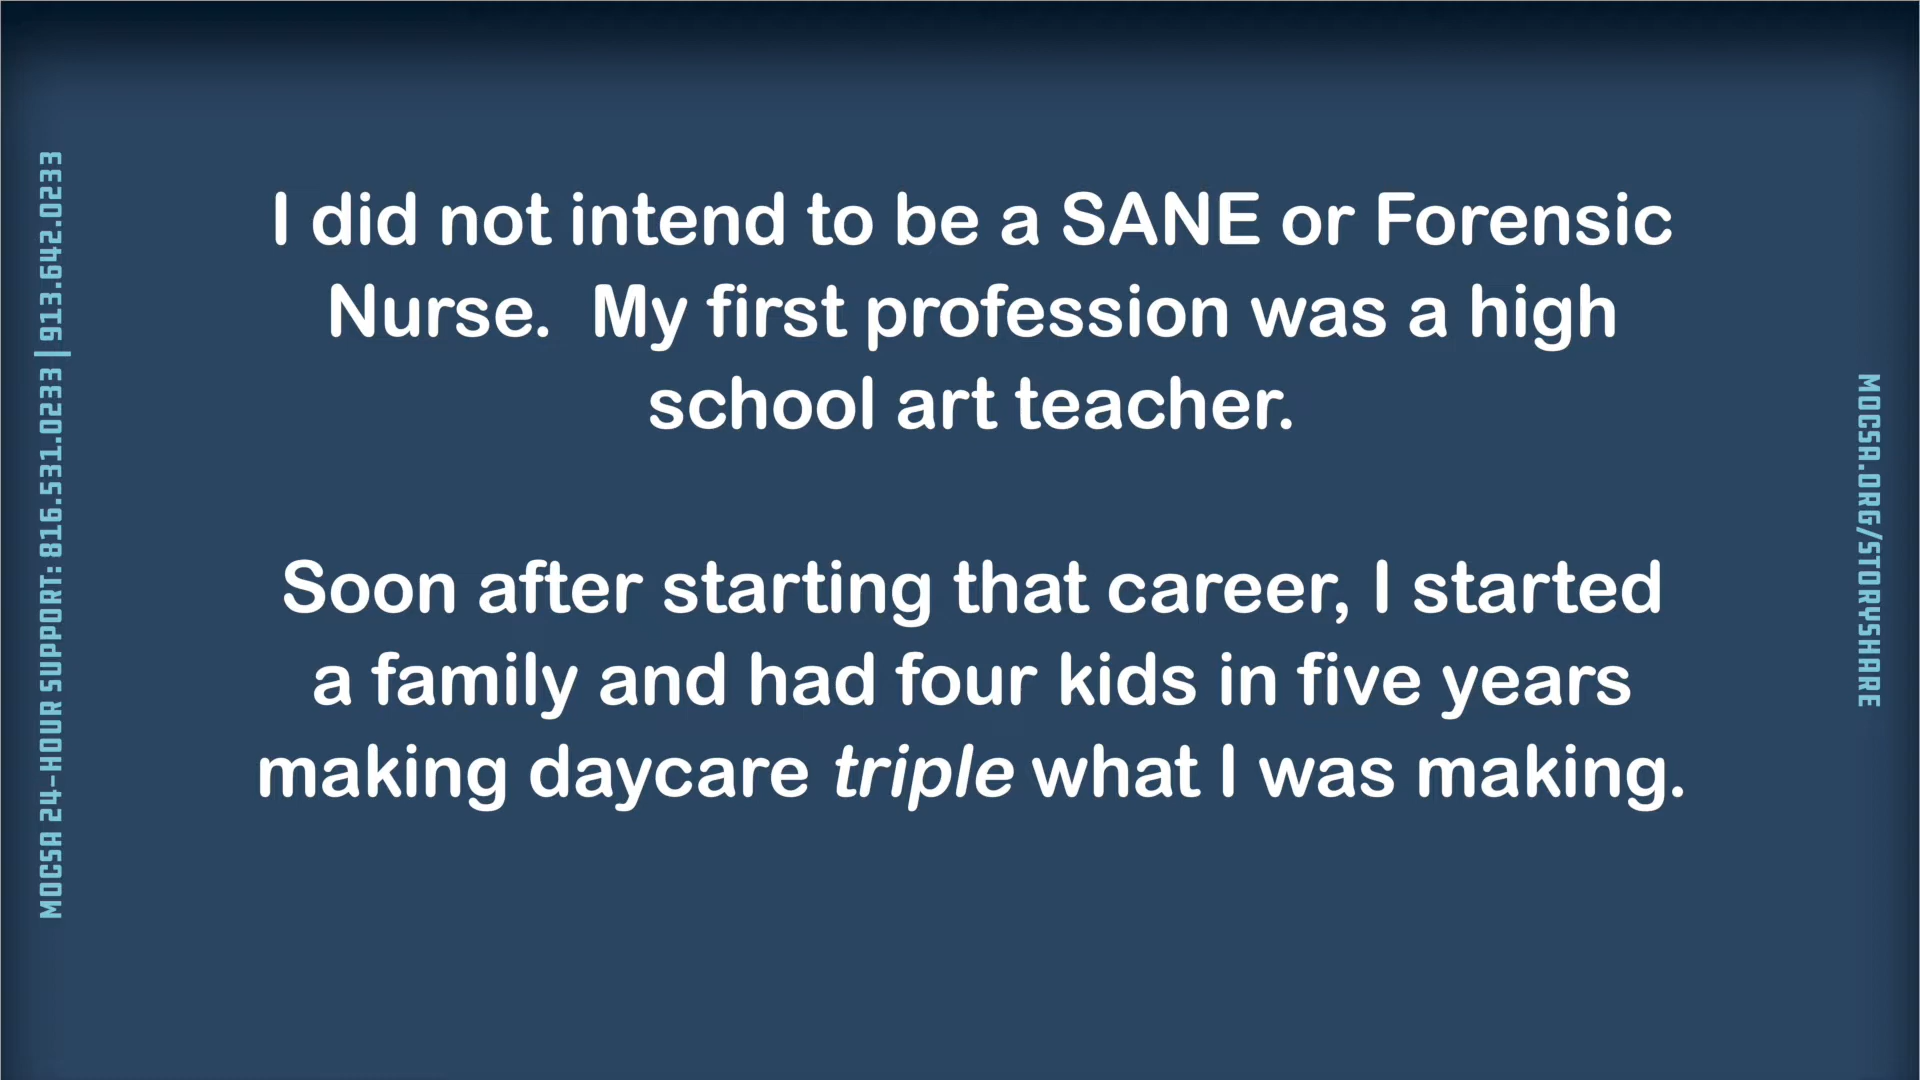 I did not intend to be a SANE or Forensic
Nurse.  My first profession was a high
school art teacher.
Soon after starting that career, I started
a family and had four kids in five years
making daycare triple what I was making.
MOCSA 24-HOUR SUPPORT: 816.531.0233 | 913.642.0233
MOCSA.ORG/STORYSHARE